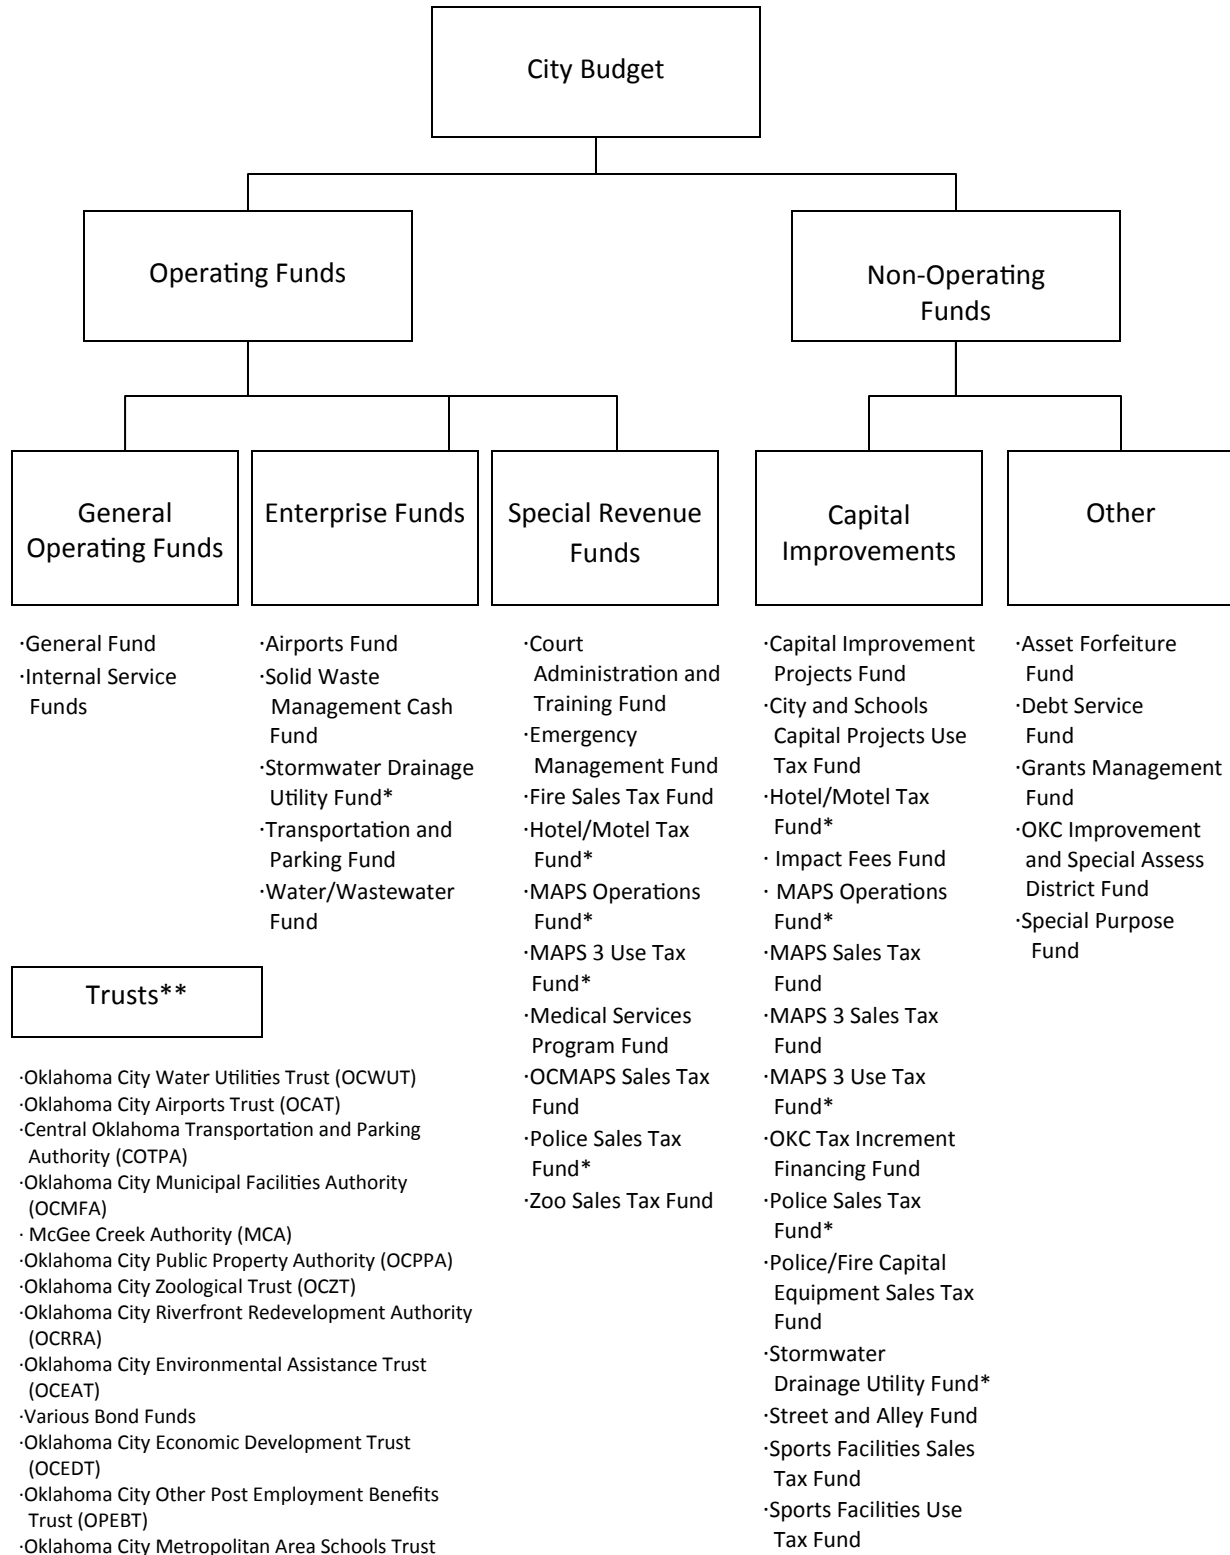 City Budget
Operating Funds
Non-Operating
Funds
General
Operating Funds
Enterprise Funds
Special Revenue
Funds
Capital
Improvements
Other
·General Fund
·Internal Service
Funds
·Airports Fund
·Solid Waste
Management Cash
Fund
·Stormwater Drainage
Utility Fund*
·Transportation and
Parking Fund
·Water/Wastewater
Fund
·Court
Administration and
Training Fund
·Emergency
Management Fund
·Fire Sales Tax Fund
·Hotel/Motel Tax
Fund*
·MAPS Operations
Fund*
·MAPS 3 Use Tax
Fund*
·Medical Services
Program Fund
·OCMAPS Sales Tax
Fund
·Police Sales Tax
Fund*
·Zoo Sales Tax Fund
·Capital Improvement
Projects Fund
·City and Schools
Capital Projects Use
Tax Fund
·Hotel/Motel Tax
Fund*
· Impact Fees Fund
· MAPS Operations
Fund*
·MAPS Sales Tax
Fund
·MAPS 3 Sales Tax
Fund
·MAPS 3 Use Tax
Fund*
·OKC Tax Increment
Financing Fund
·Police Sales Tax
Fund*
·Police/Fire Capital
Equipment Sales Tax
Fund
·Stormwater
Drainage Utility Fund*
·Street and Alley Fund
·Sports Facilities Sales
Tax Fund
·Sports Facilities Use
Tax Fund
·Asset Forfeiture
Fund
·Debt Service
Fund
·Grants Management
Fund
·OKC Improvement
and Special Assess
District Fund
·Special Purpose
Fund
Trusts**
·Oklahoma City Water Utilities Trust (OCWUT)
·Oklahoma City Airports Trust (OCAT)
·Central Oklahoma Transportation and Parking
Authority (COTPA)
·Oklahoma City Municipal Facilities Authority
(OCMFA)
· McGee Creek Authority (MCA)
·Oklahoma City Public Property Authority (OCPPA)
·Oklahoma City Zoological Trust (OCZT)
·Oklahoma City Riverfront Redevelopment Authority
(OCRRA)
·Oklahoma City Environmental Assistance Trust
(OCEAT)
·Various Bond Funds
·Oklahoma City Economic Development Trust
(OCEDT)
·Oklahoma City Other Post Employment Benefits
Trust (OPEBT)
·Oklahoma City Metropolitan Area Schools Trust